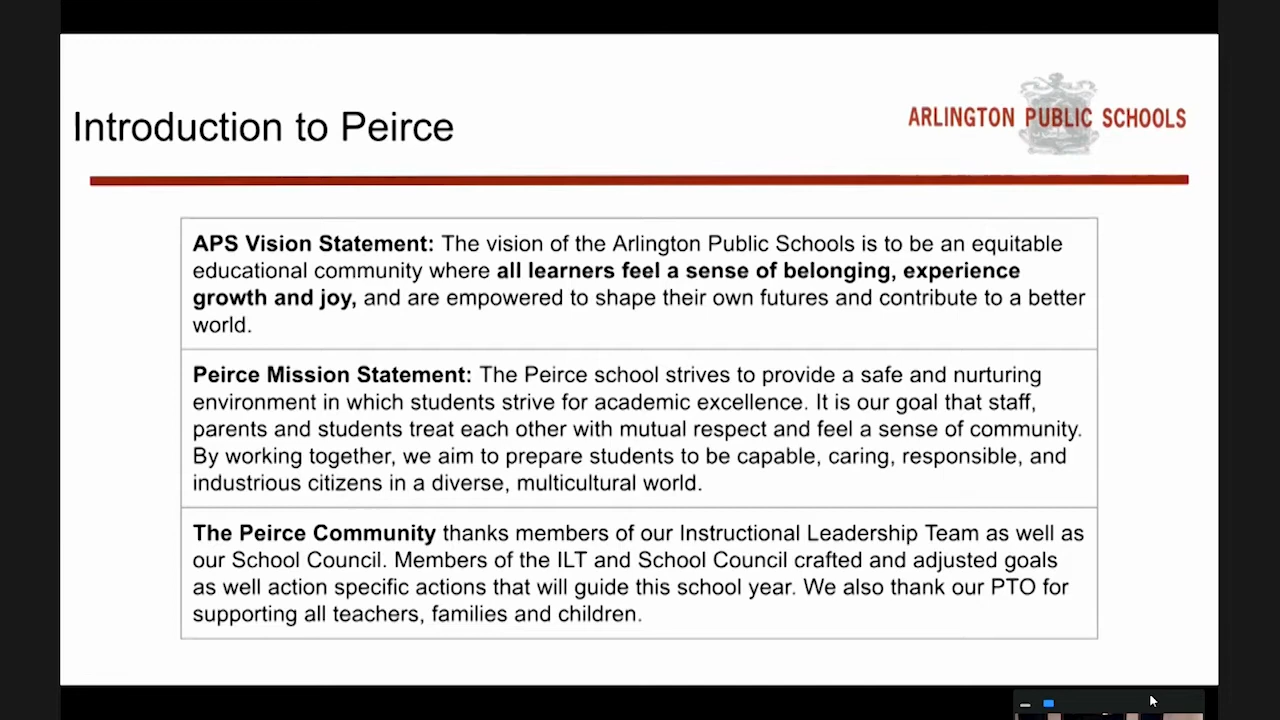 Introduction to Peirce
ARLINGTON PUBLIC SCHOOLS
APS Vision Statement: The vision of the Arlington Public Schools is to be an equitable
educational community where all learners feel a sense of belonging, experience
growth and joy, and are empowered to shape their own futures and contribute to a better
world.
Peirce Mission Statement: The Peirce school strives to provide a safe and nurturing
environment in which students strive for academic excellence. It is our goal that staff,
parents and students treat each other with mutual respect and feel a sense of community.
By working together, we aim to prepare students to be capable, caring, responsible, and
industrious citizens in a diverse, multicultural world.
The Peirce Community thanks members of our Instructional Leadership Team as well as
our School Council. Members of the ILT and School Council crafted and adjusted goals
as well action specific actions that will guide this school year. We also thank our PTO for
supporting all teachers, families and children.